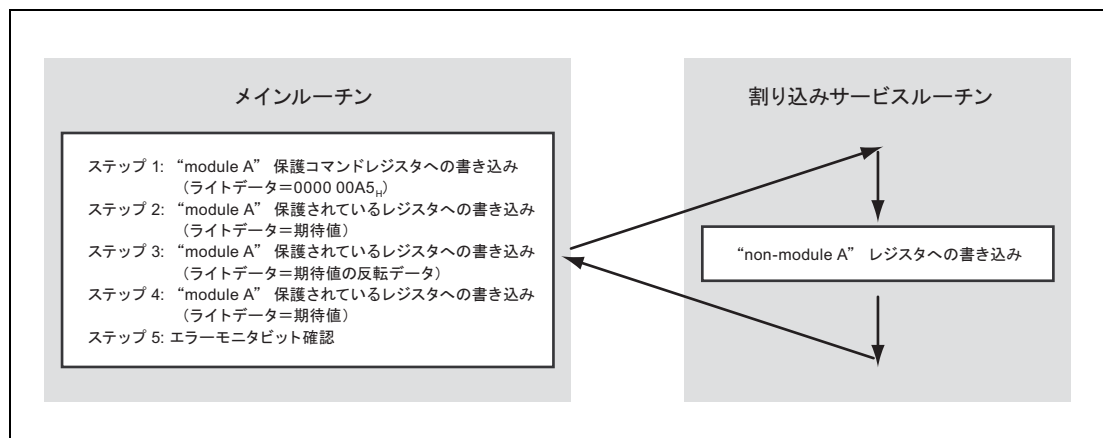 メインルーチン
ステップ 1: “module A” 保護コマンドレジスタへの書き込み
(ライトデータ=0000 00A5H)
ステップ 2: “module A” 保護されているレジスタへの書き込み
(ライトデータ=期待値)
ステップ 3: “module A” 保護されているレジスタへの書き込み
(ライトデータ=期待値の反転データ)
ステップ 4: “module A” 保護されているレジスタへの書き込み
(ライトデータ=期待値)
ステップ 5: エラーモニタビット確認
割り込みサービスルーチン
“non-module A” レジスタへの書き込み